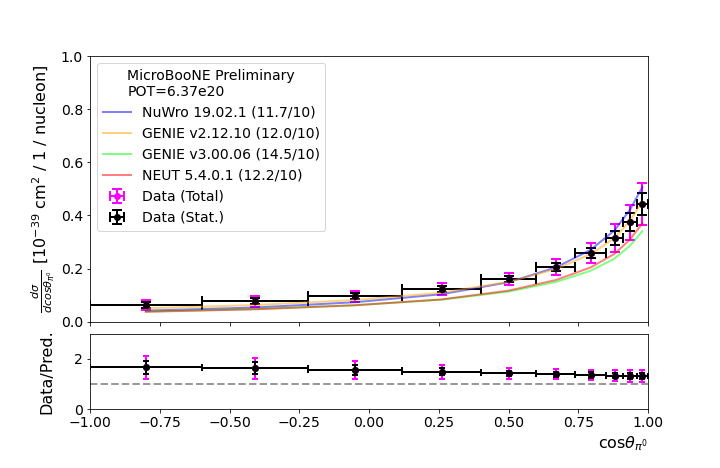 MicroBooNE Preliminary
POT=6.37e20
NuWro 19.02.1 (11.7/10)
GENIE v2.12.10 (12.0/10)
GENIE v3.00.06 (14.5/10)
NEUT 5.4.0.1 (12.2/10)
Data (Total)
Data (Stat.)
dσ/dcosθ_π⁰ [10⁻³⁹ cm² / 1 / nucleon]
1.0
0.8
0.6
0.4
0.2
0.0
Data/Pred.
2
0
−1.00 −0.75 −0.50 −0.25 0.00 0.25 0.50 0.75 1.00
cosθ_π⁰